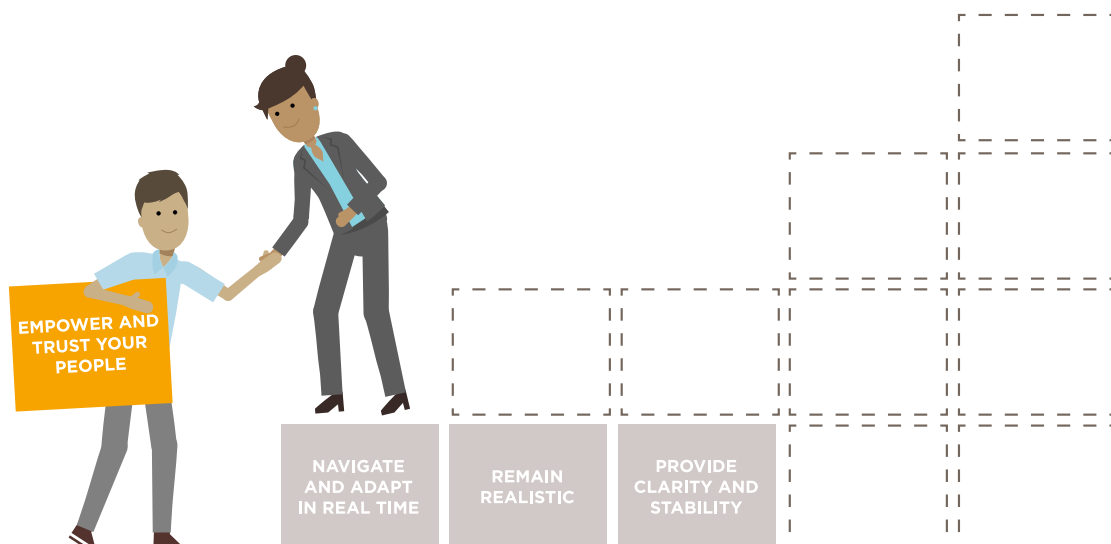 EMPOWER AND
TRUST YOUR
PEOPLE
NAVIGATE
AND ADAPT
IN REAL TIME
REMAIN
REALISTIC
PROVIDE
CLARITY AND
STABILITY